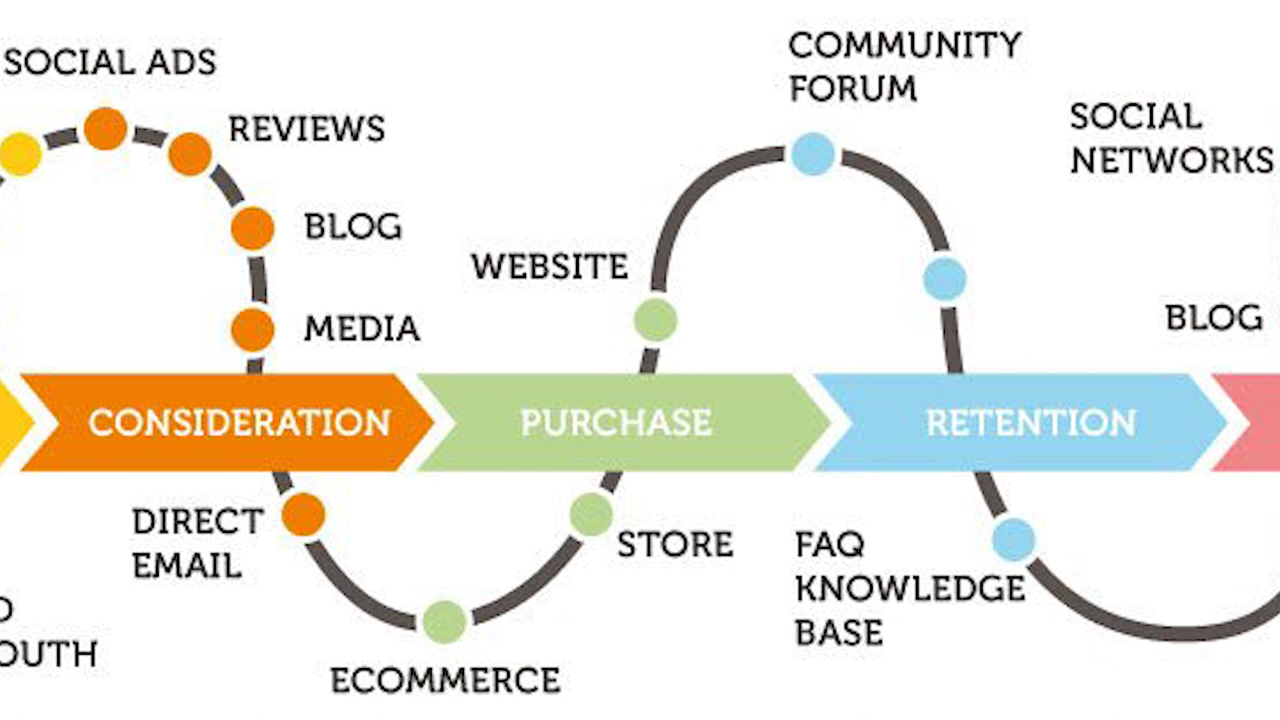 SOCIAL ADS
REVIEWS
BLOG
MEDIA
COMMUNITY
FORUM
SOCIAL
NETWORKS
WEBSITE
BLOG
CONSIDERATION
PURCHASE
RETENTION
DIRECT
EMAIL
STORE
FAQ
KNOWLEDGE
BASE
OUTH
ECOMMERCE